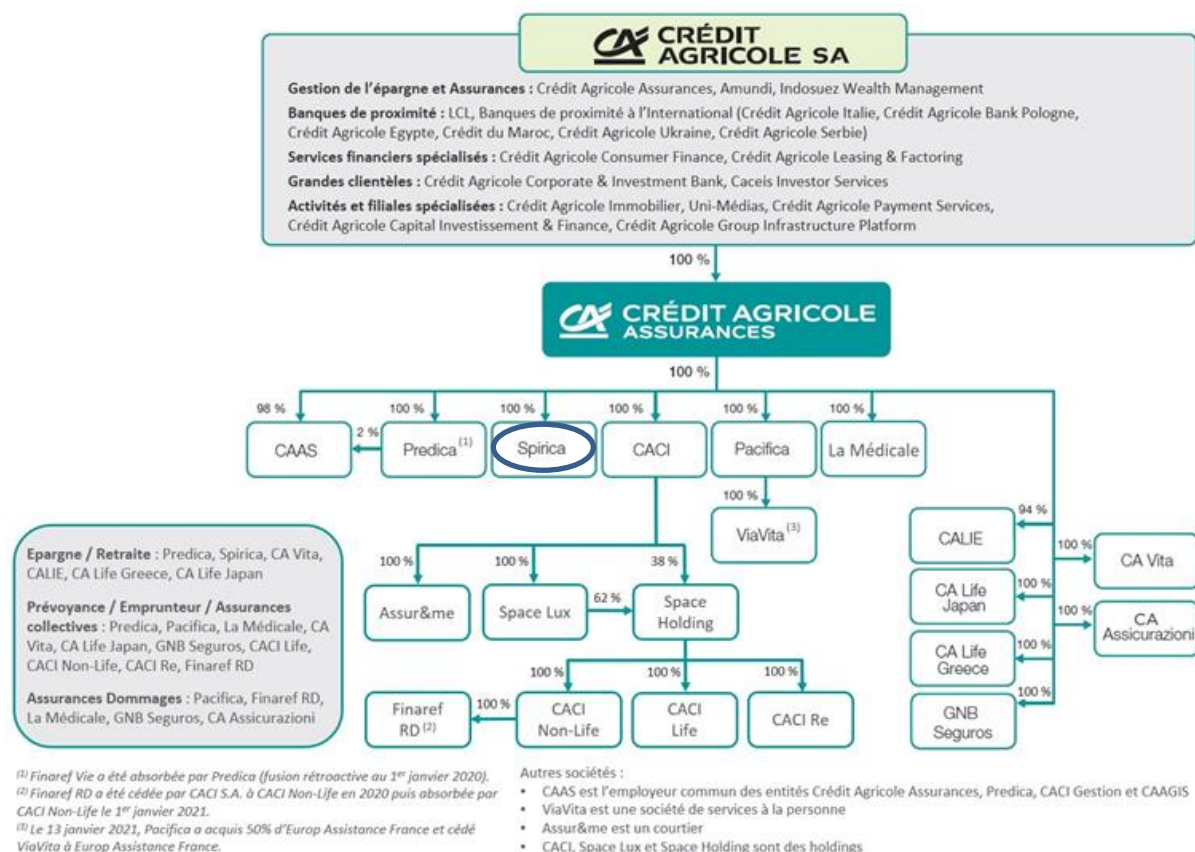 CRÉDIT
AGRICOLE SA
Gestion de l'épargne et Assurances : Crédit Agricole Assurances, Amundi, Indosuez Wealth Management
Banques de proximité : LCL, Banques de proximité à l'International (Crédit Agricole Italie, Crédit Agricole Bank Pologne,
Crédit Agricole Egypte, Crédit du Maroc, Crédit Agricole Ukraine, Crédit Agricole Serbie)
Services financiers spécialisés : Crédit Agricole Consumer Finance, Crédit Agricole Leasing & Factoring
Grandes clientèles : Crédit Agricole Corporate & Investment Bank, Caceis Investor Services
Activités et filiales spécialisées : Crédit Agricole Immobilier, Uni-Médias, Crédit Agricole Payment Services,
Crédit Agricole Capital Investissement & Finance, Crédit Agricole Group Infrastructure Platform
100 %
CRÉDIT AGRICOLE
ASSURANCES
100 %
98 %
100 %
100 %
100 %
100 %
100 %
CAAS
2 %
Predica (1)
Spirica
CACI
Pacifica
La Médicale
100 %
ViaVita (3)
94 %
CALIE
100 %
CA Vita
100 %
CA Life
Japan
100 %
CA
Assicurazioni
100 %
CA Life
Greece
100 %
GNB
Seguros
100 %
100 %
38 %
Assur&me
Space Lux
62 %
Space
Holding
100 %
100 %
100 %
Finaref
RD (2)
100 %
CACI
Non-Life
CACI
Life
CACI Re
Epargne / Retraite : Predica, Spirica, CA Vita,
CALIE, CA Life Greece, CA Life Japan
Prévoyance / Emprunteur / Assurances
collectives : Predica, Pacifica, La Médicale, CA
Vita, CA Life Japan, GNB Seguros, CACI Life,
CACI Non-Life, CACI Re, Finaref RD
Assurances Dommages : Pacifica, Finaref RD,
La Médicale, GNB Seguros, CA Assicurazioni
(1) Finaref Vie a été absorbée par Predica (fusion rétroactive au 1er janvier 2020).
(2) Finaref RD a été cédée par CACI S.A. à CACI Non-Life en 2020 puis absorbée par
CACI Non-Life le 1er janvier 2021.
(3) Le 13 janvier 2021, Pacifica a acquis 50% d'Europ Assistance France et cédé
ViaVita à Europ Assistance France.
Autres sociétés :
• CAAS est l'employeur commun des entités Crédit Agricole Assurances, Predica, CACI Gestion et CAAGIS
• ViaVita est une société de services à la personne
• Assur&me est un courtier
• CACI, Space Lux et Space Holding sont des holdings